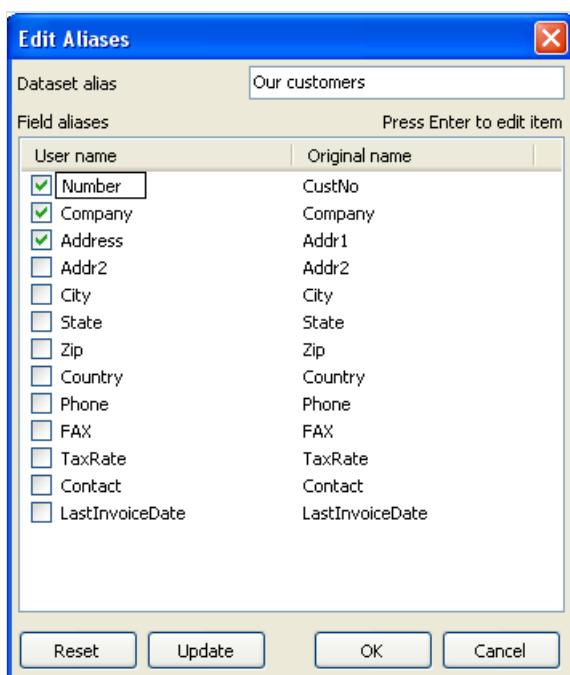 Edit Aliases
Dataset alias Our customers
Field aliases Press Enter to edit item
User name Original name
Number CustNo
Company Company
Address Addr1
Addr2 Addr2
City City
State State
Zip Zip
Country Country
Phone Phone
FAX FAX
TaxRate TaxRate
Contact Contact
LastInvoiceDate LastInvoiceDate
Reset Update OK Cancel